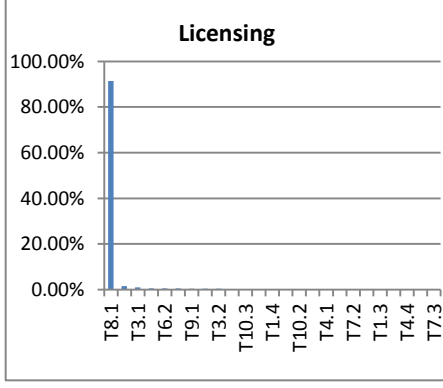 Licensing
100.00%
80.00%
60.00%
40.00%
20.00%
0.00%
T8.1
T3.1
T6.2
T9.1
T3.2
T10.3
T1.4
T10.2
T4.1
T7.2
T1.3
T4.4
T7.3